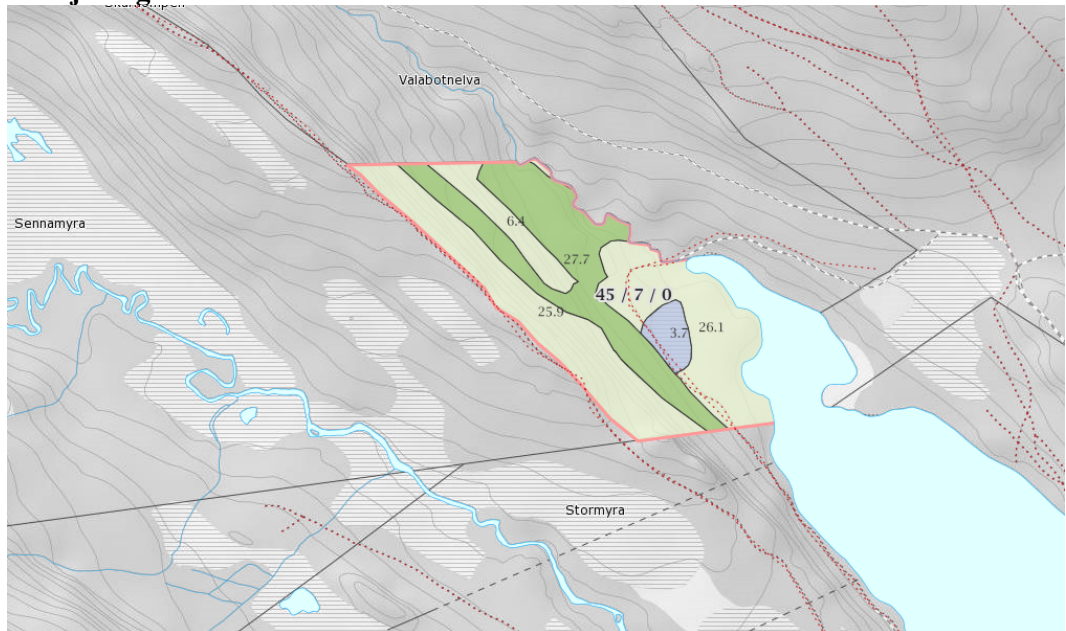 Valabotnelva
6.4
Sennamyra
27.7
45 / 7 / 0
25.9
3.7
26.1
Stormyra